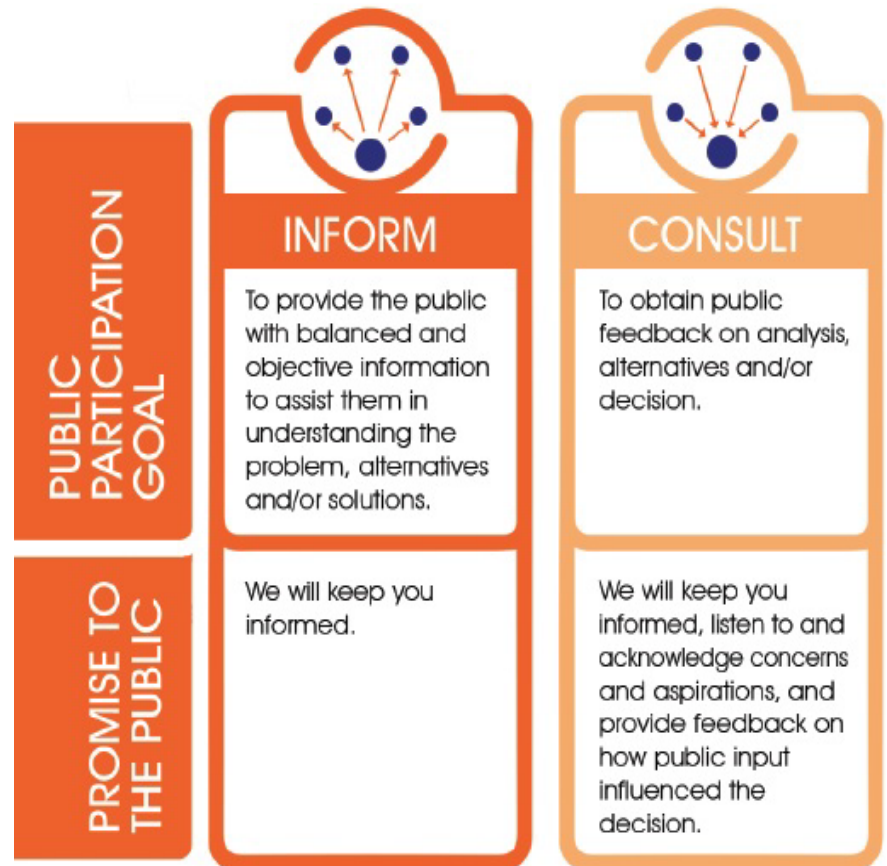 INFORM
CONSULT
PUBLIC
PARTICIPATION
GOAL
To provide the public
with balanced and
objective information
to assist them in
understanding the
problem, alternatives
and/or solutions.
To obtain public
feedback on analysis,
alternatives and/or
decision.
PROMISE TO
THE PUBLIC
We will keep you
informed.
We will keep you
informed, listen to and
acknowledge concerns
and aspirations, and
provide feedback on
how public input
influenced the
decision.